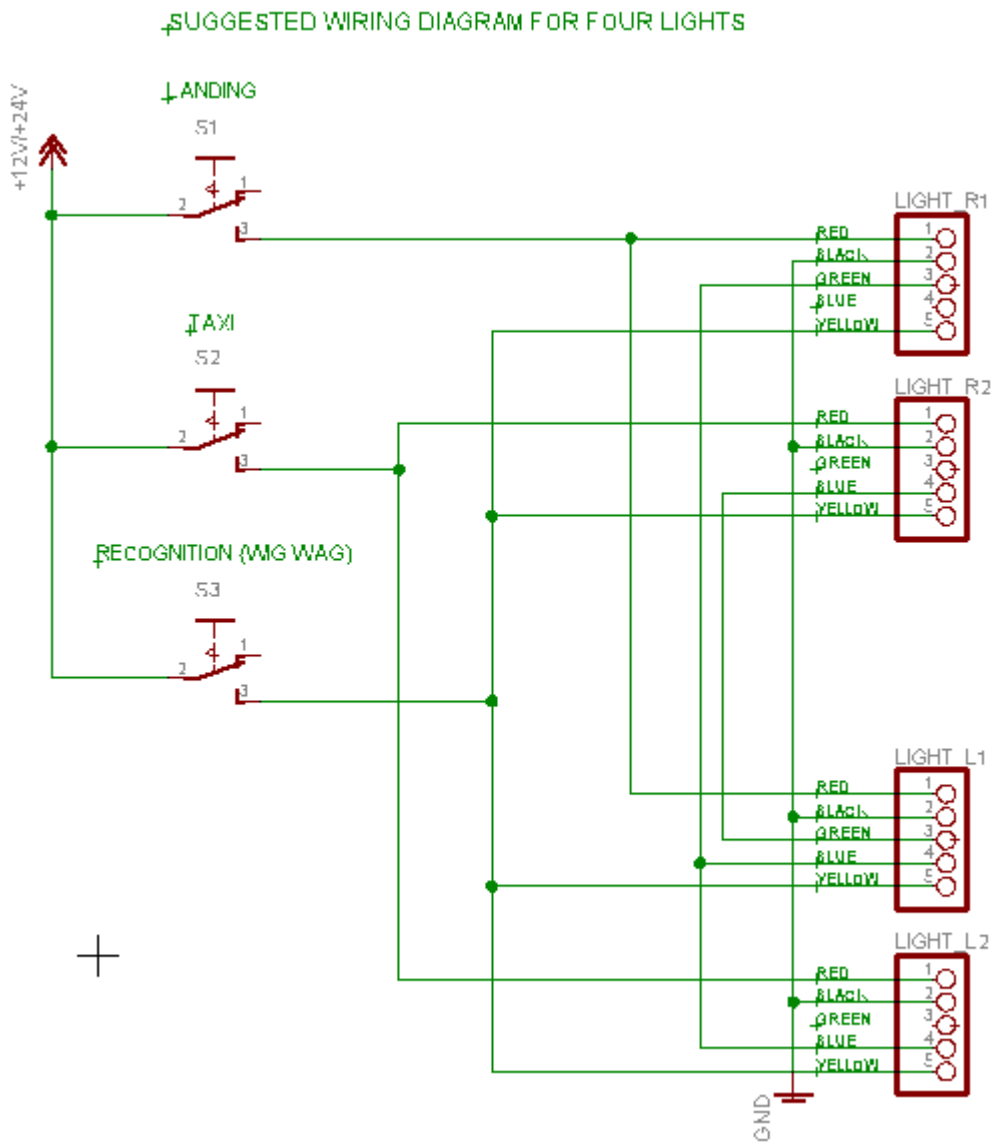 SUGGESTED WIRING DIAGRAM FOR FOUR LIGHTS
+12V/+24V
LANDING
S1
1
2
3
TAXI
S2
1
2
3
RECOGNITION (WIG WAG)
S3
1
2
3
LIGHT_R1
RED 1
BLACK 2
GREEN 3
BLUE 4
YELLOW 5
LIGHT_R2
RED 1
BLACK 2
GREEN 3
BLUE 4
YELLOW 5
LIGHT_L1
RED 1
BLACK 2
GREEN 3
BLUE 4
YELLOW 5
LIGHT_L2
RED 1
BLACK 2
GREEN 3
BLUE 4
YELLOW 5
GND